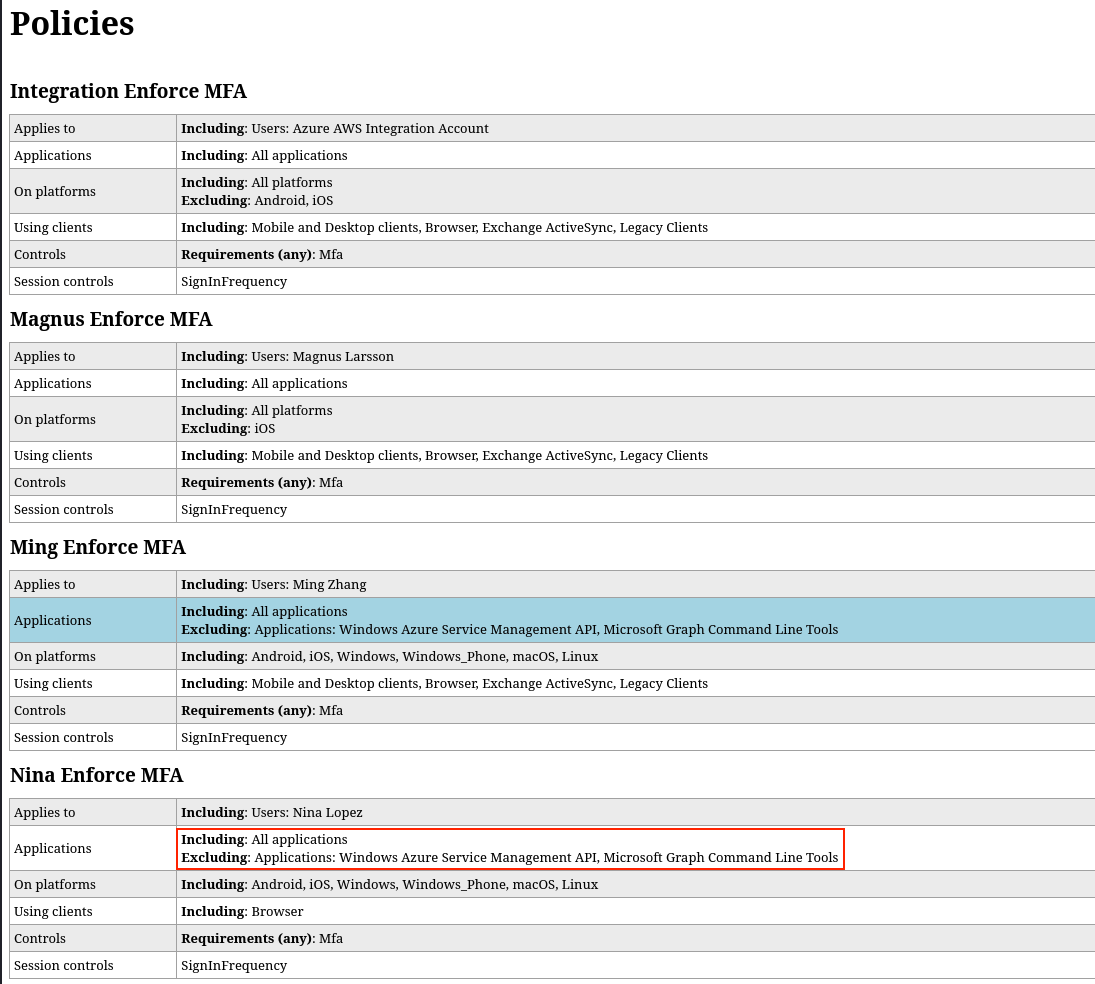 Policies
Integration Enforce MFA
Applies to
Including: Users: Azure AWS Integration Account
Applications
Including: All applications
On platforms
Including: All platforms
Excluding: Android, iOS
Using clients
Including: Mobile and Desktop clients, Browser, Exchange ActiveSync, Legacy Clients
Controls
Requirements (any): Mfa
Session controls
SignInFrequency
Magnus Enforce MFA
Applies to
Including: Users: Magnus Larsson
Applications
Including: All applications
On platforms
Including: All platforms
Excluding: iOS
Using clients
Including: Mobile and Desktop clients, Browser, Exchange ActiveSync, Legacy Clients
Controls
Requirements (any): Mfa
Session controls
SignInFrequency
Ming Enforce MFA
Applies to
Including: Users: Ming Zhang
Applications
Including: All applications
Excluding: Applications: Windows Azure Service Management API, Microsoft Graph Command Line Tools
On platforms
Including: Android, iOS, Windows, Windows_Phone, macOS, Linux
Using clients
Including: Mobile and Desktop clients, Browser, Exchange ActiveSync, Legacy Clients
Controls
Requirements (any): Mfa
Session controls
SignInFrequency
Nina Enforce MFA
Applies to
Including: Users: Nina Lopez
Applications
Including: All applications
Excluding: Applications: Windows Azure Service Management API, Microsoft Graph Command Line Tools
On platforms
Including: Android, iOS, Windows, Windows_Phone, macOS, Linux
Using clients
Including: Browser
Controls
Requirements (any): Mfa
Session controls
SignInFrequency